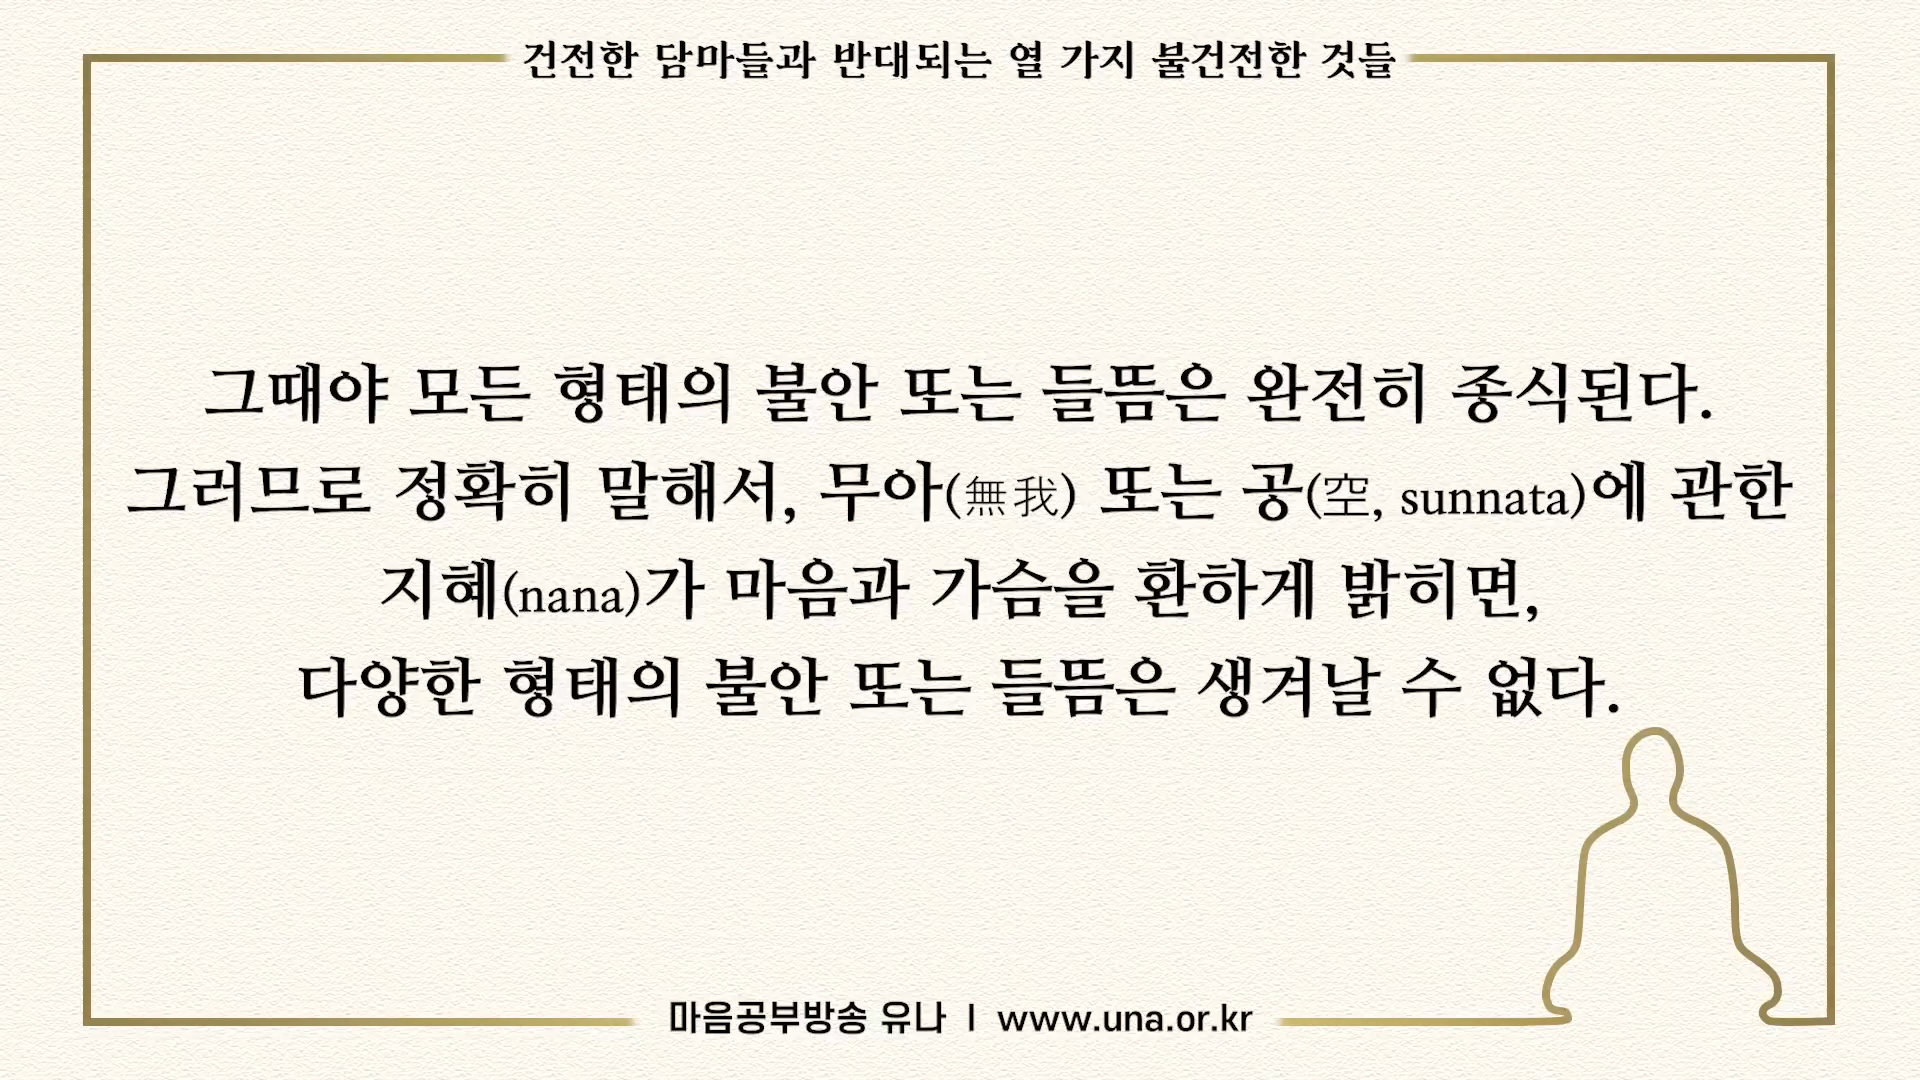 건전한 담마들과 반대되는 열 가지 불건전한 것들
그때야 모든 형태의 불안 또는 들뜸은 완전히 종식된다.
그러므로 정확히 말해서, 무아(無我) 또는 공(空, sunnata)에 관한
지혜(nana)가 마음과 가슴을 환하게 밝히면,
다양한 형태의 불안 또는 들뜸은 생겨날 수 없다.
마음공부방송 유나 | www.una.or.kr